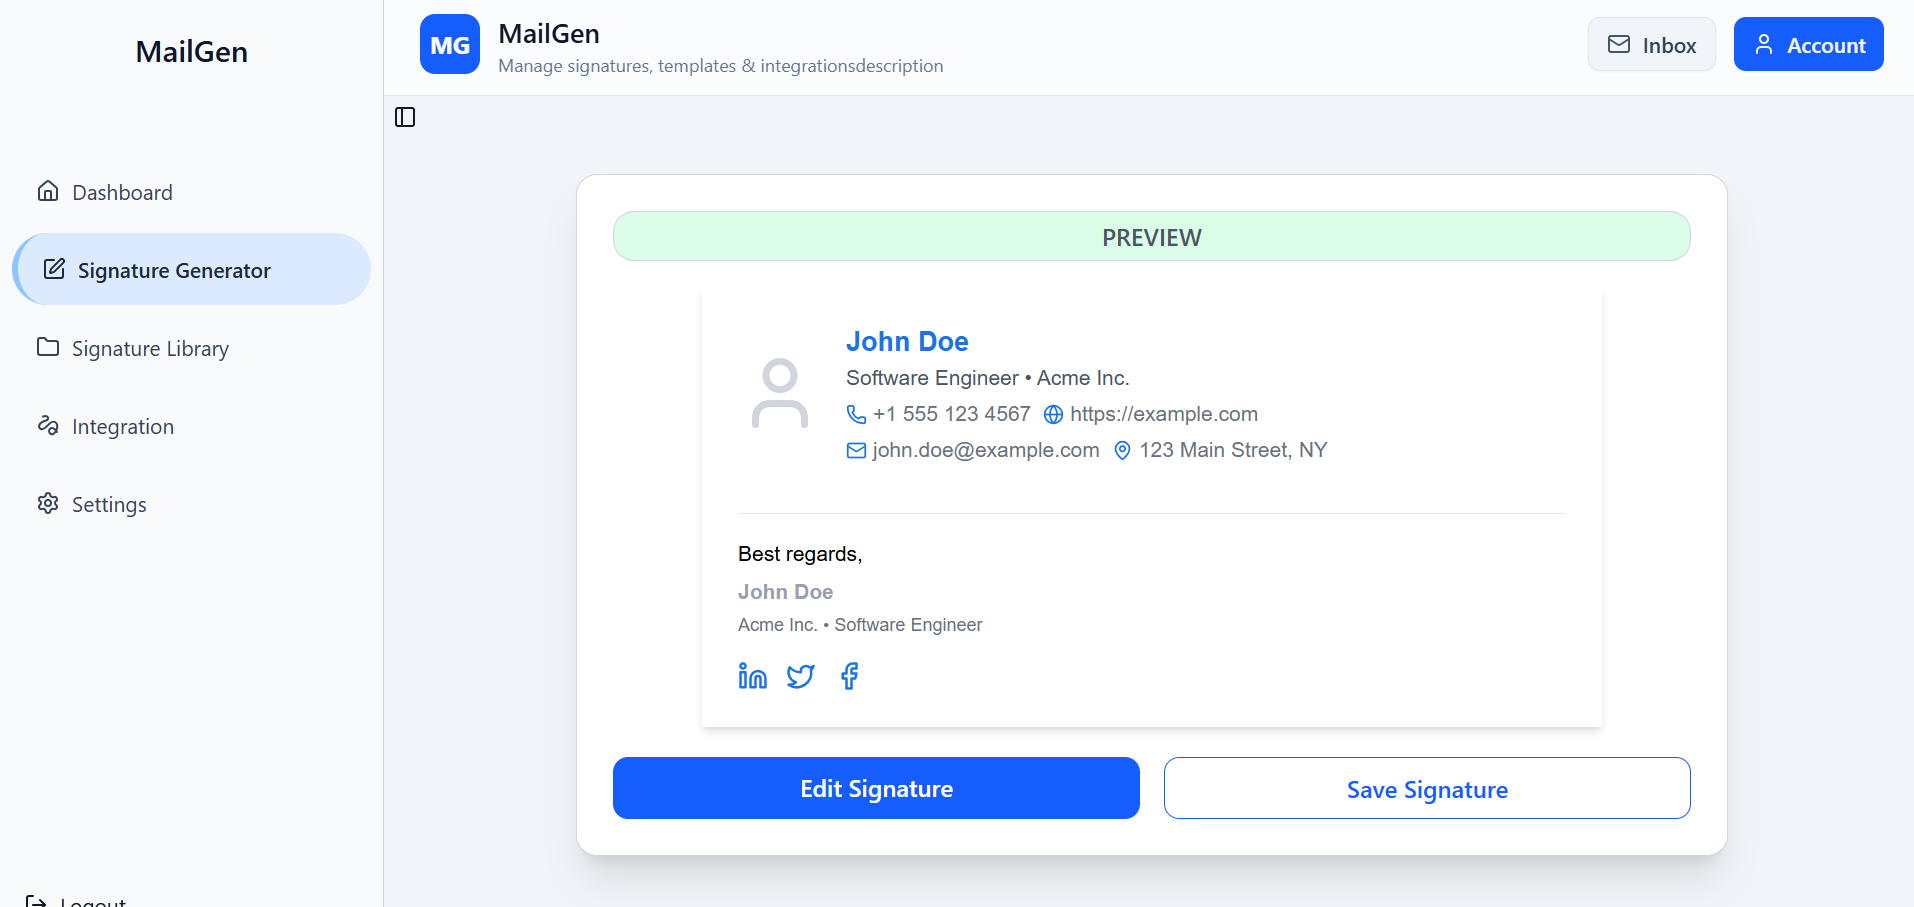 MailGen
Dashboard
Signature Generator
Signature Library
Integration
Settings
Logout
MG
MailGen
Manage signatures, templates & integrationsdescription
Inbox
Account
PREVIEW
John Doe
Software Engineer • Acme Inc.
+1 555 123 4567 https://example.com
john.doe@example.com 123 Main Street, NY
Best regards,
John Doe
Acme Inc. • Software Engineer
Edit Signature
Save Signature